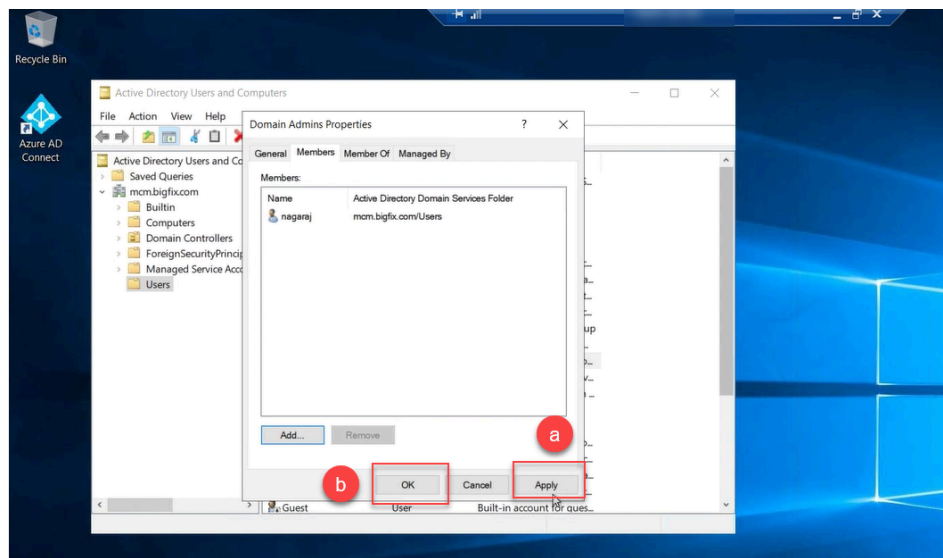 Recycle Bin
Azure AD
Connect
Active Directory Users and Computers
File Action View Help
Active Directory Users and Co
Saved Queries
mcm.bigfix.com
Builtin
Computers
Domain Controllers
ForeignSecurityPrincip
Managed Service Acco
Users
Domain Admins Properties
General Members Member Of Managed By
Members:
Name Active Directory Domain Services Folder
nagaraj mcm.bigfix.com/Users
Add... Remove
a
b
OK Cancel Apply
up
Guest User Built-in account for gues...